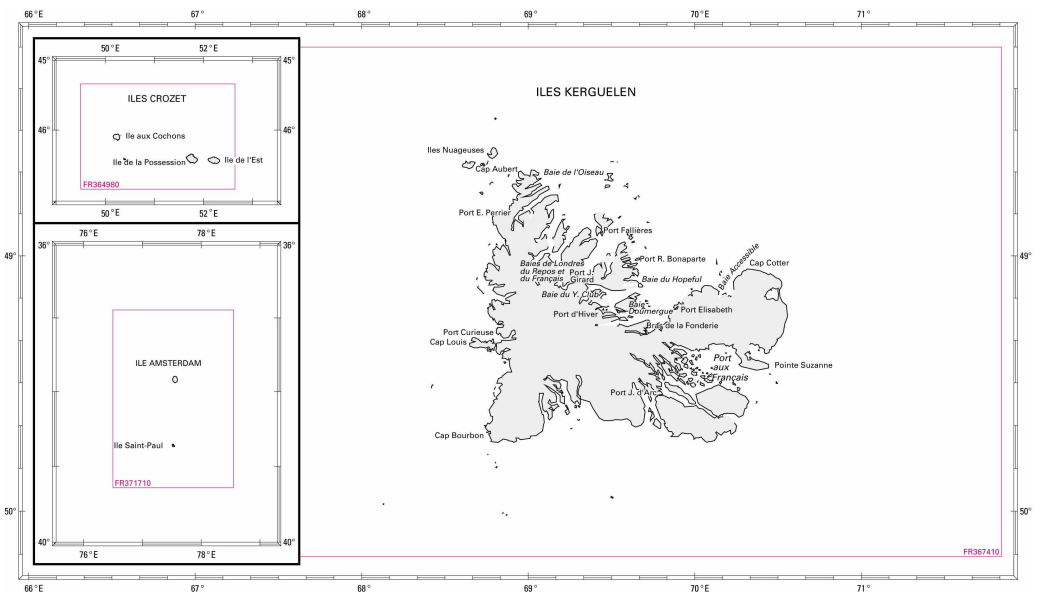 66°E
67°
68°
69°
70°
71°
50°E
52°E
45°
45°
ILES CROZET
46°
46°
Ile aux Cochons
Ile de la Possession
Ile de l'Est
FR364980
50°E
52°E
76°E
78°E
36°
36°
ILE AMSTERDAM
Ile Saint-Paul
FR371710
40°
40°
76°E
78°E
ILES KERGUELEN
Iles Nuageuses
Cap Aubert
Baie de l'Oiseau
Port E. Perrier
Port Fallières
49°
49°
Baies de Londres
du Repos et
du Français
Port J.
Girard
Port R. Bonaparte
Baie du Hopeful
Baie Accessible
Cap Cotter
Baie du Y. Club
Baie
Doumergue
Port Elisabeth
Port d'Hiver
Bras de la Fonderie
Port Curieuse
Cap Louis
Port
aux
Français
Pointe Suzanne
Port J. d'Arc
Cap Bourbon
50°
50°
FR367410
66°E
67°
68°
69°
70°
71°